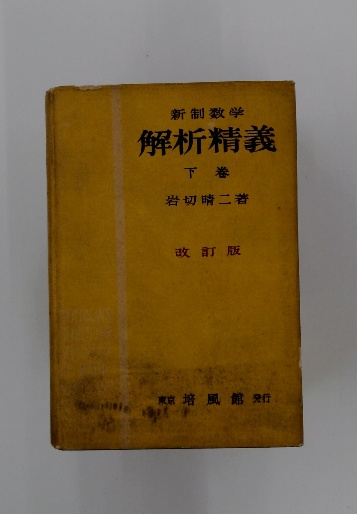 新制数学
解析精義
下巻
岩切晴二著
改訂版
東京 培風館 発行